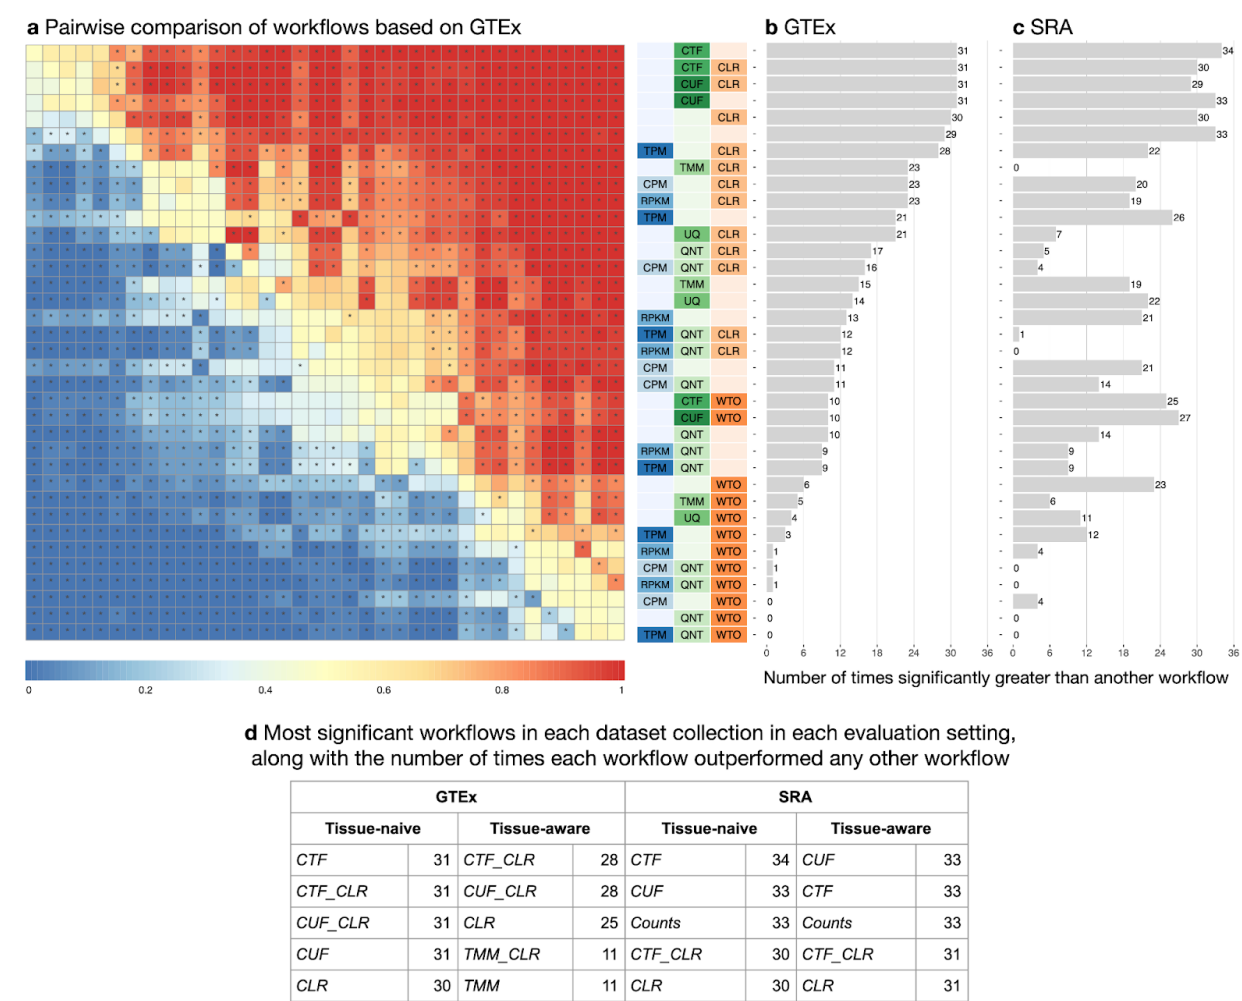 a Pairwise comparison of workflows based on GTEx
b GTEx
c SRA
CTF 31 34
CTF CLR 31 30
CUF CLR 31 29
CUF 31 33
CLR 30 30
29 33
TPM CLR 28 22
TMM CLR 23 0
CPM CLR 23 20
RPKM CLR 23 19
TPM 21 26
UQ CLR 21 7
QNT CLR 17 5
CPM QNT CLR 16 4
TMM 15 19
UQ 14 22
RPKM 13 21
TPM QNT CLR 12 1
RPKM QNT CLR 12 0
CPM 11 21
CPM QNT 11 14
CTF WTO 10 25
CUF WTO 10 27
QNT 10 14
RPKM QNT 9 9
TPM QNT 9 9
WTO 6 23
TMM WTO 5 6
UQ WTO 4 11
TPM WTO 3 12
RPKM WTO 1 4
CPM QNT WTO 1 0
RPKM QNT WTO 1 0
CPM WTO 0 4
QNT WTO 0 0
TPM QNT WTO 0 0
0 6 12 18 24 30 36 0 6 12 18 24 30 36
0 0.2 0.4 0.6 0.8 1
Number of times significantly greater than another workflow
d Most significant workflows in each dataset collection in each evaluation setting,
along with the number of times each workflow outperformed any other workflow
GTEx SRA
Tissue-naive Tissue-aware Tissue-naive Tissue-aware
CTF 31 CTF_CLR 28 CTF 34 CUF 33
CTF_CLR 31 CUF_CLR 28 CUF 33 CTF 33
CUF_CLR 31 CLR 25 Counts 33 Counts 33
CUF 31 TMM_CLR 11 CTF_CLR 30 CTF_CLR 31
CLR 30 TMM 11 CLR 30 CLR 31